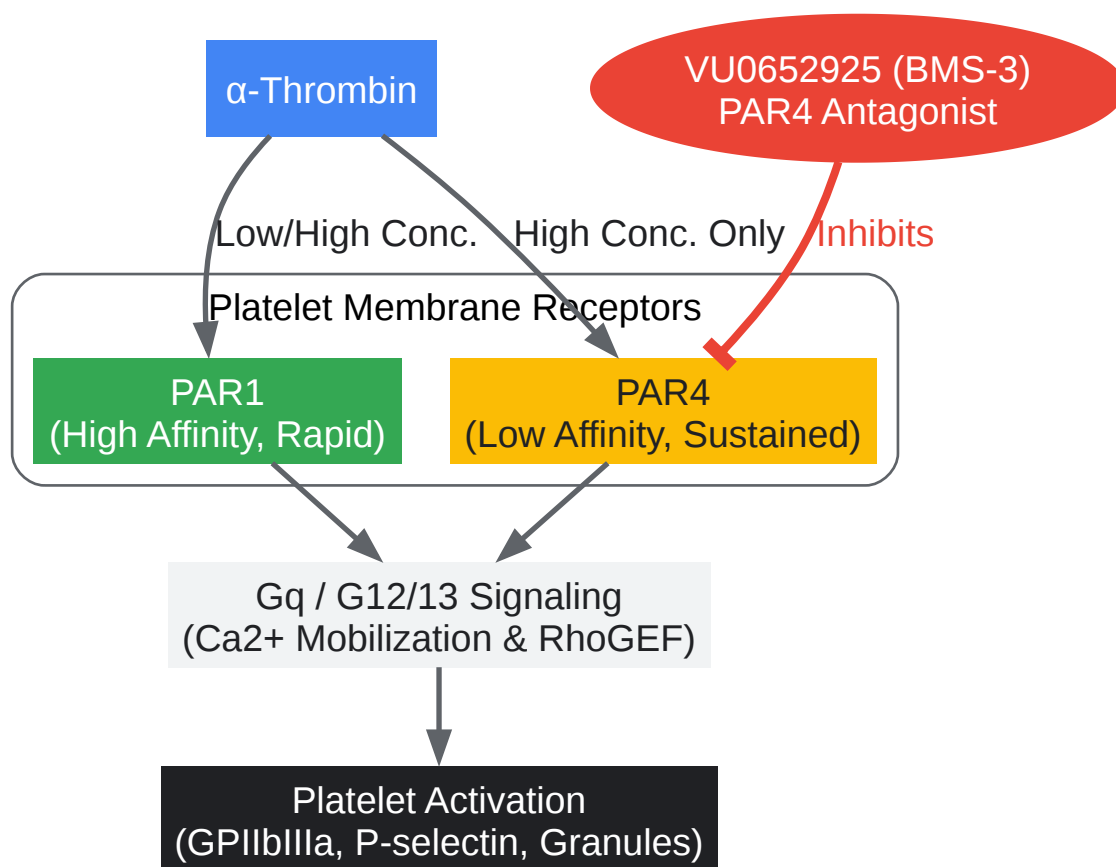 α-Thrombin
VU0652925 (BMS-3)
PAR4 Antagonist
Low/High Conc.
High Conc. Only
Inhibits
Platelet Membrane Receptors
PAR1
(High Affinity, Rapid)
PAR4
(Low Affinity, Sustained)
Gq / G12/13 Signaling
(Ca2+ Mobilization & RhoGEF)
Platelet Activation
(GPIIbIIIa, P-selectin, Granules)